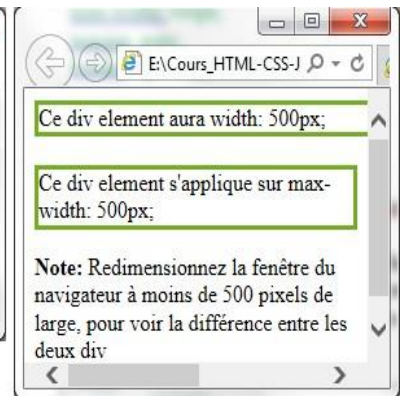 E:\Cours_HTML-CSS-J
Ce div element aura width: 500px;
Ce div element s'applique sur max-
width: 500px;
Note: Redimensionnez la fenêtre du
navigateur à moins de 500 pixels de
large, pour voir la différence entre les
deux div